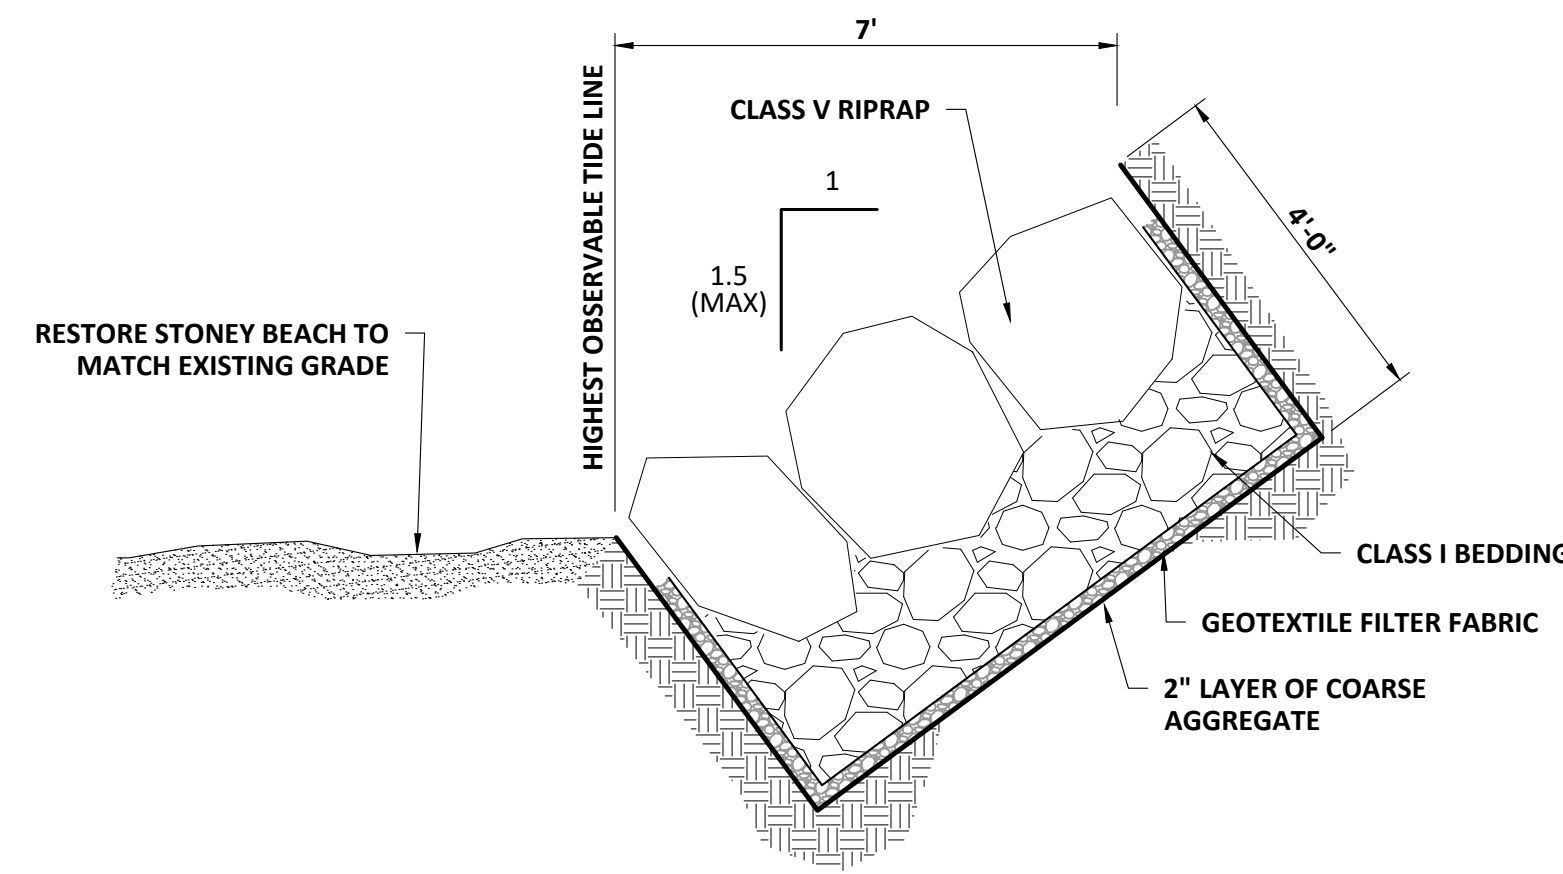 7'
HIGHEST OBSERVABLE TIDE LINE
CLASS V RIPRAP
1
1.5
(MAX)
4'-0"
RESTORE STONEY BEACH TO
MATCH EXISTING GRADE
CLASS I BEDDING
GEOTEXTILE FILTER FABRIC
2" LAYER OF COARSE
AGGREGATE